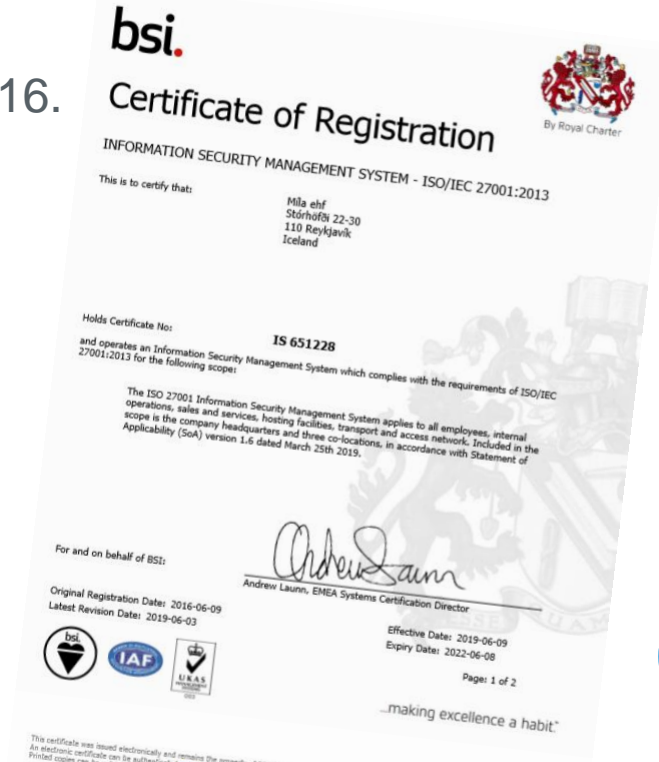 bsi.
16.
By Royal Charter
Certificate of Registration
INFORMATION SECURITY MANAGEMENT SYSTEM - ISO/IEC 27001:2013
This is to certify that:
Míla ehf
Stórhöfði 22-30
110 Reykjavík
Iceland
Holds Certificate No:
IS 651228
and operates an Information Security Management System which complies with the requirements of ISO/IEC
27001:2013 for the following scope:
The ISO 27001 Information Security Management System applies to all employees, internal
operations, sales and services, hosting facilities, transport and access network. Included in the
scope is the company headquarters and three co-locations, in accordance with Statement of
Applicability (SoA) version 1.6 dated March 25th 2019.
For and on behalf of BSI:
Andrew Launn, EMEA Systems Certification Director
Original Registration Date: 2016-06-09
Latest Revision Date: 2019-06-03
Effective Date: 2019-06-09
Expiry Date: 2022-06-08
Page: 1 of 2
bsi.
IAF
UKAS
...making excellence a habit.™
This certificate was issued electronically and remains the
An electronic certificate can be
Printed copies can be